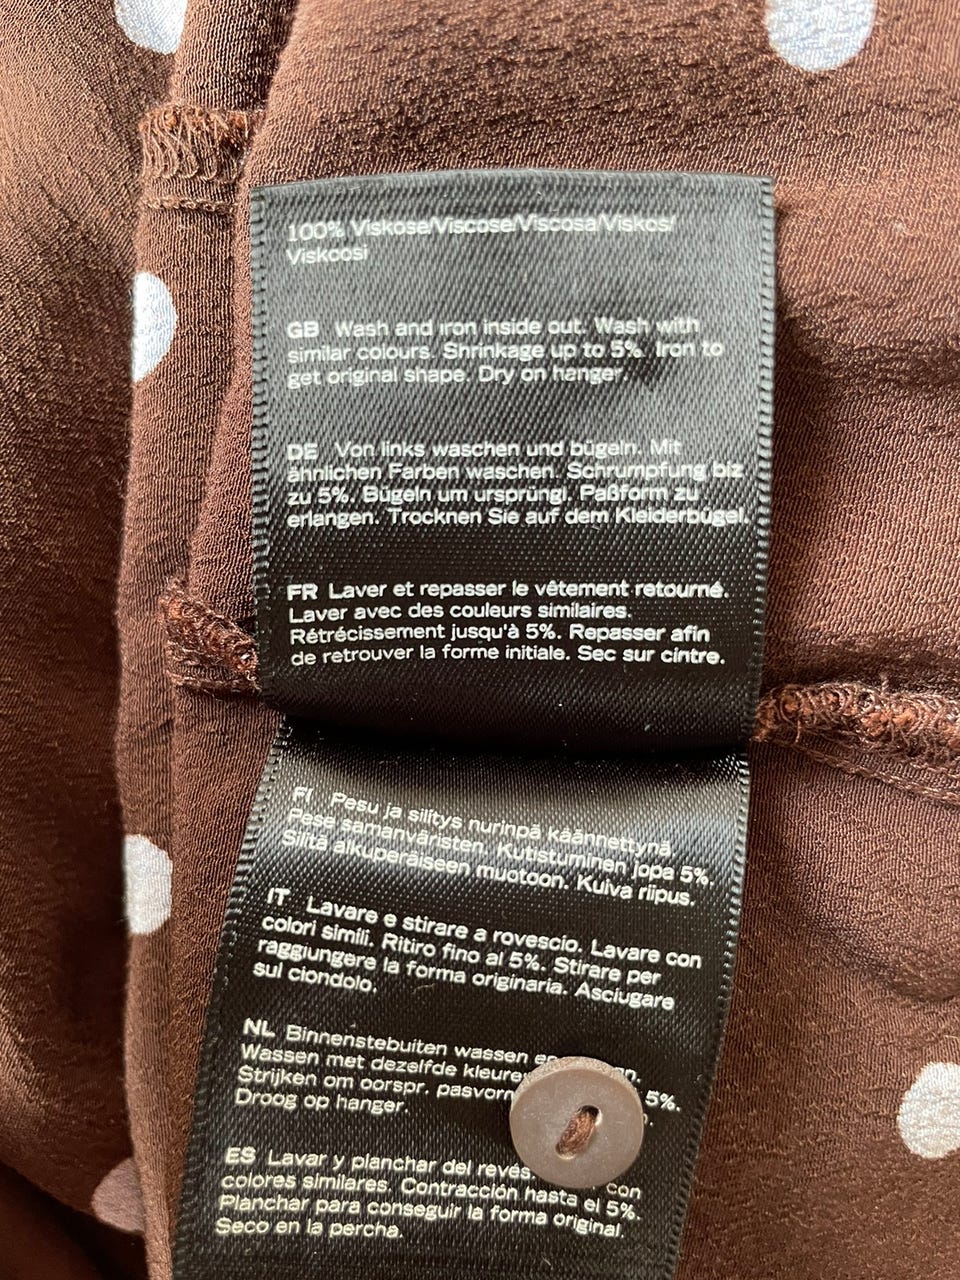 100% Viskose/Viscose/Viscosa/Viskos/
Viskoosi
GB Wash and iron inside out. Wash with
similar colours. Shrinkage up to 5%. Iron to
get original shape. Dry on hanger.
DE Von links waschen und bügeln. Mit
ähnlichen Farben waschen. Schrumpfung biz
zu 5%. Bügeln um ursprüngl. Paßform zu
erlangen. Trocknen Sie auf dem Kleiderbügel.
FR Laver et repasser le vêtement retourné.
Laver avec des couleurs similaires.
Rétrécissement jusqu'à 5%. Repasser afin
de retrouver la forme initiale. Sec sur cintre.
FI Pesu ja silitys nurinpä käännettynä
Pese samanväristen. Kutistuminen jopa 5%.
Silitä alkuperäiseen muotoon. Kuiva riipus.
IT Lavare e stirare a rovescio. Lavare con
colori simili. Ritiro fino al 5%. Stirare per
raggiungere la forma originaria. Asciugare
sul ciondolo.
NL Binnenstebuiten wassen
Wassen met dezelfde 5%.
Strijken om oorspr.
Droog op hanger.
ES Lavar y planchar del revés. con
colores similares. Contracción hasta el 5%.
Planchar para conseguir la forma original.
Seco en la percha.